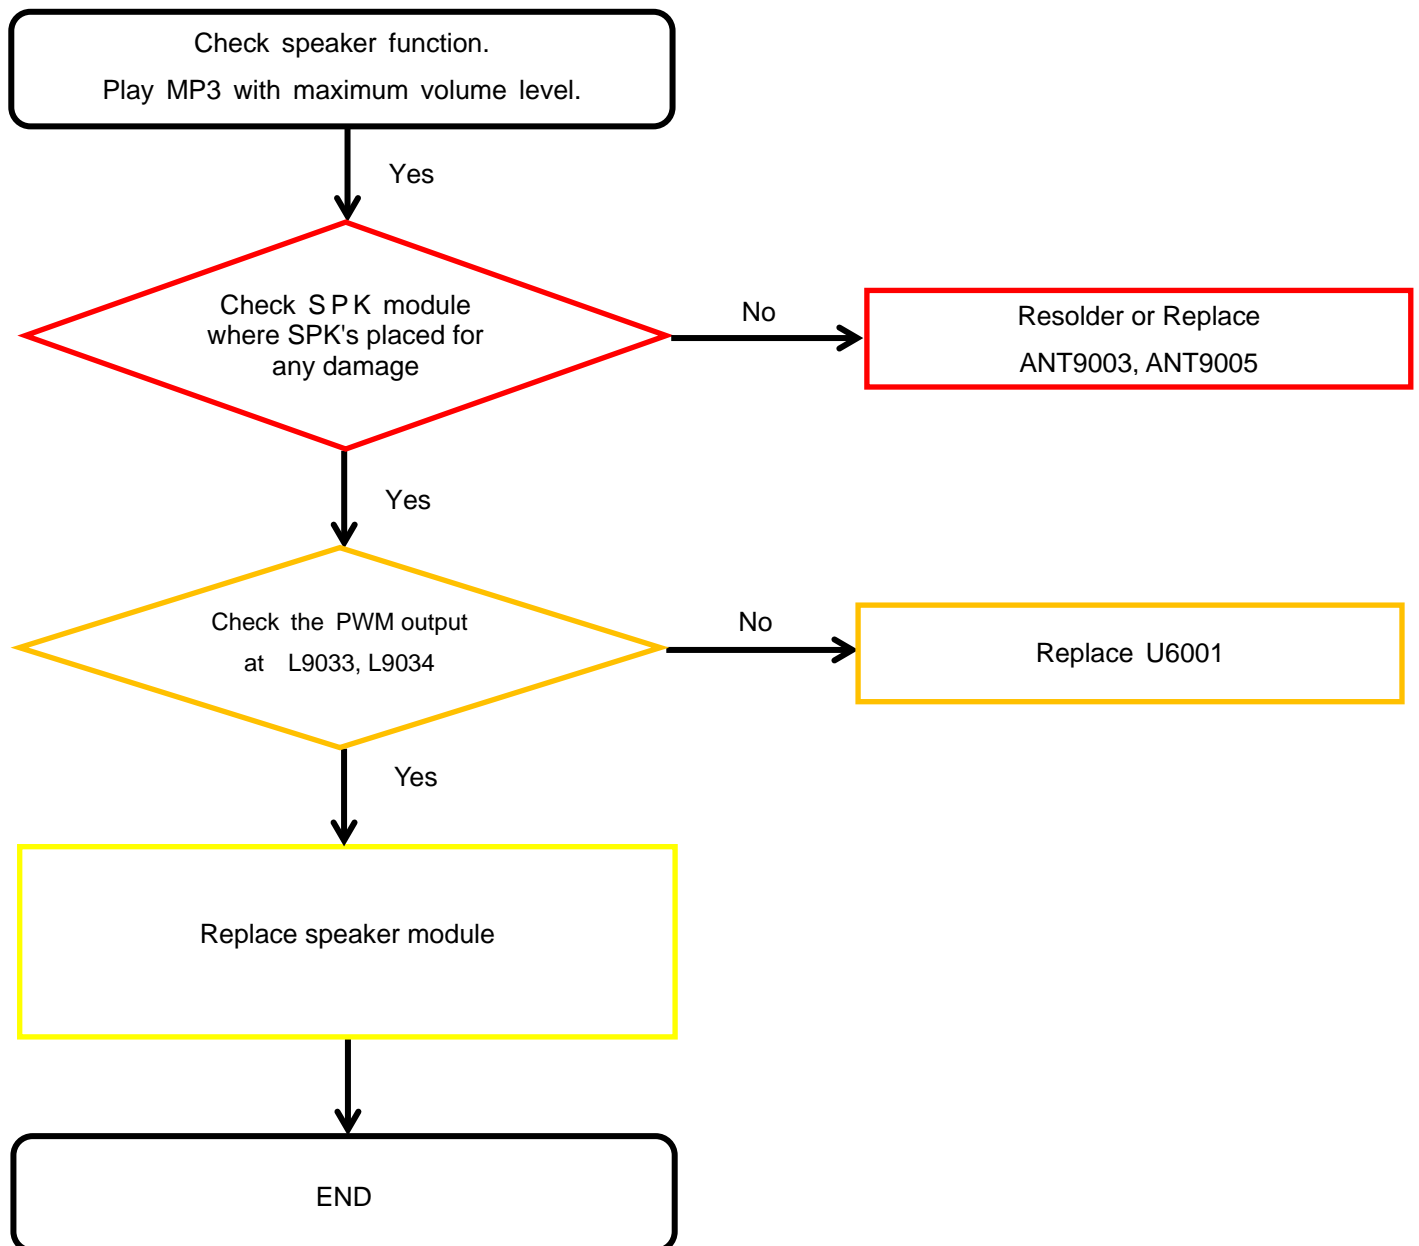 Check speaker function.
Play MP3 with maximum volume level.
Yes
Check SPK module
where SPK's placed for
any damage
No
Resolder or Replace
ANT9003, ANT9005
Yes
Check the PWM output
at L9033, L9034
No
Replace U6001
Yes
Replace speaker module
END